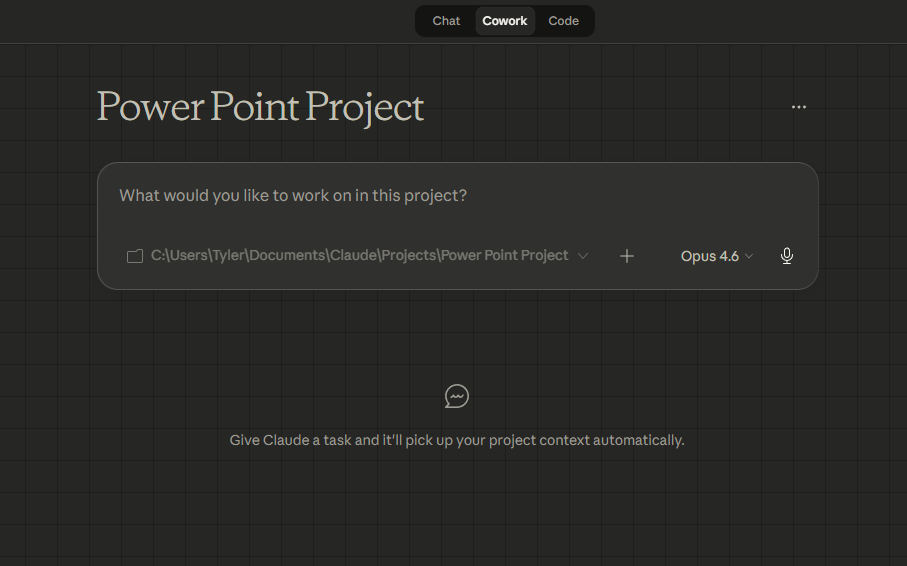 Chat Cowork Code
Power Point Project
What would you like to work on in this project?
C:\Users\Tyler\Documents\Claude\Projects\Power Point Project
Opus 4.6
Give Claude a task and it'll pick up your project context automatically.